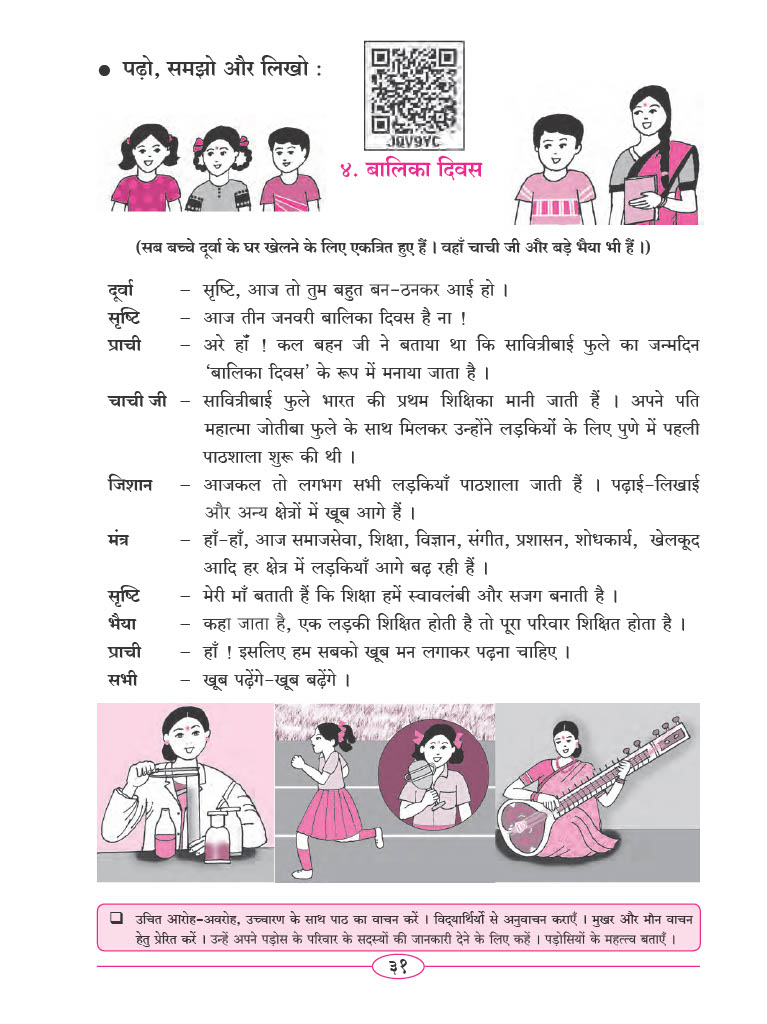 ● पढ़ो, समझो और लिखो :
JQV9YC
४. बालिका दिवस
(सब बच्चे दूर्वा के घर खेलने के लिए एकत्रित हुए हैं । वहाँ चाची जी और बड़े भैया भी हैं ।)
दूर्वा – सृष्टि, आज तो तुम बहुत बन-ठनकर आई हो ।
सृष्टि – आज तीन जनवरी बालिका दिवस है ना !
प्राची – अरे हाँ ! कल बहन जी ने बताया था कि सावित्रीबाई फुले का जन्मदिन
‘बालिका दिवस’ के रूप में मनाया जाता है ।
चाची जी – सावित्रीबाई फुले भारत की प्रथम शिक्षिका मानी जाती हैं । अपने पति
महात्मा जोतीबा फुले के साथ मिलकर उन्होंने लड़कियों के लिए पुणे में पहली
पाठशाला शुरू की थी ।
जिशान – आजकल तो लगभग सभी लड़कियाँ पाठशाला जाती हैं । पढ़ाई-लिखाई
और अन्य क्षेत्रों में खूब आगे हैं ।
मंत्र – हाँ-हाँ, आज समाजसेवा, शिक्षा, विज्ञान, संगीत, प्रशासन, शोधकार्य, खेलकूद
आदि हर क्षेत्र में लड़कियाँ आगे बढ़ रही हैं ।
सृष्टि – मेरी माँ बताती हैं कि शिक्षा हमें स्वावलंबी और सजग बनाती है ।
भैया – कहा जाता है, एक लड़की शिक्षित होती है तो पूरा परिवार शिक्षित होता है ।
प्राची – हाँ ! इसलिए हम सबको खूब मन लगाकर पढ़ना चाहिए ।
सभी – खूब पढ़ेंगे-खूब बढ़ेंगे ।
❑ उचित आरोह-अवरोह, उच्चारण के साथ पाठ का वाचन करें । विद्यार्थियों से अनुवाचन कराएँ । मुखर और मौन वाचन
हेतु प्रेरित करें । उन्हें अपने पड़ोस के परिवार के सदस्यों की जानकारी देने के लिए कहें । पड़ोसियों के महत्त्व बताएँ ।
३१